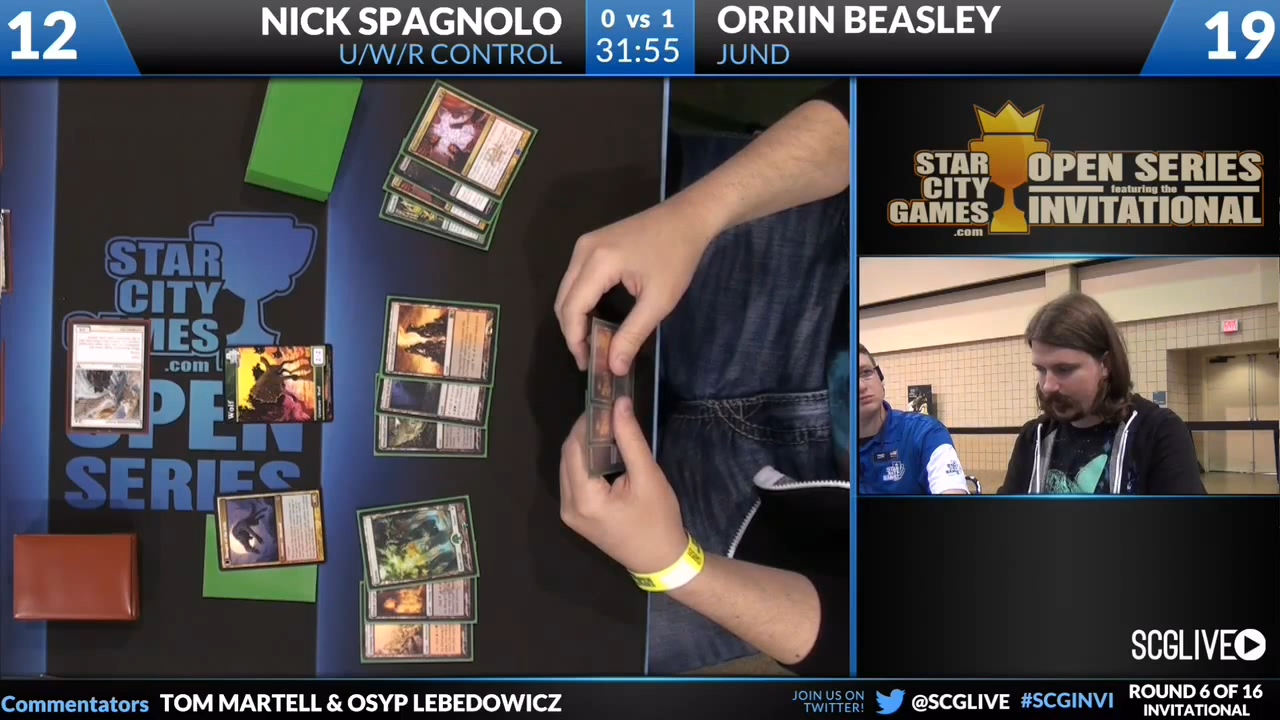 12
NICK SPAGNOLO
U/W/R CONTROL
0 vs 1
31:55
ORRIN BEASLEY
JUND
19
STAR
CITY
GAMES
.com
OPEN SERIES
featuring the
INVITATIONAL
STAR
CITY
GAMES
.com
OPEN
SERIES
Wolf
SCGLIVE
Commentators TOM MARTELL & OSYP LEBEDOWICZ
JOIN US ON
TWITTER!
@SCGLIVE #SCGINVI
ROUND 6 OF 16
INVITATIONAL